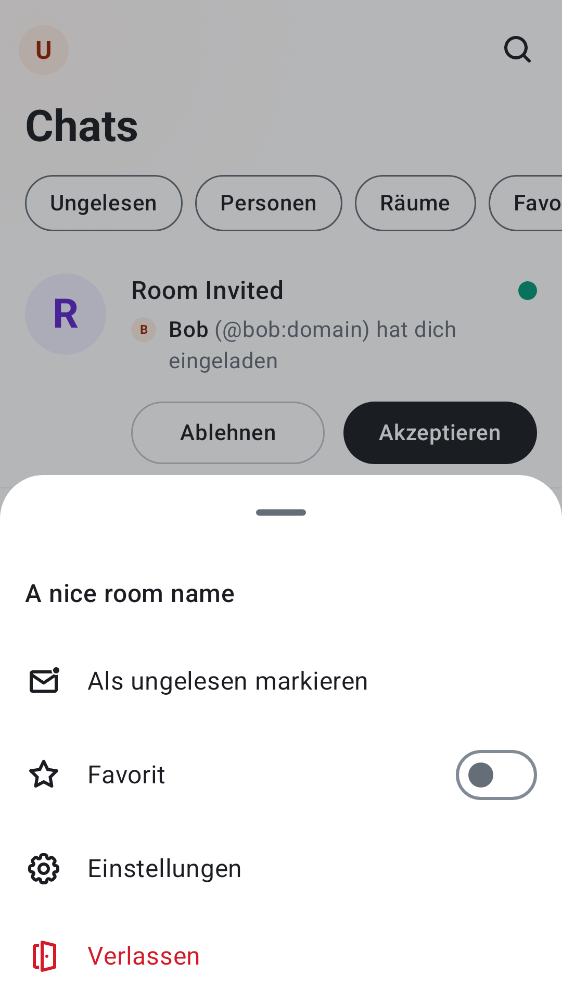 U
Chats
Ungelesen Personen Räume Favo
R
Room Invited
B Bob (@bob:domain) hat dich
eingeladen
Ablehnen Akzeptieren
A nice room name
Als ungelesen markieren
Favorit
Einstellungen
Verlassen